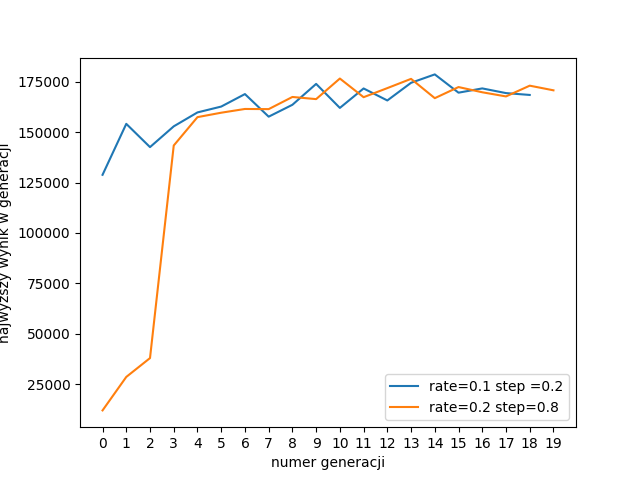 175000
150000
125000
100000
75000
50000
25000
najwyższy wynik w generacji
rate=0.1 step =0.2
rate=0.2 step=0.8
0 1 2 3 4 5 6 7 8 9 10 11 12 13 14 15 16 17 18 19
numer generacji